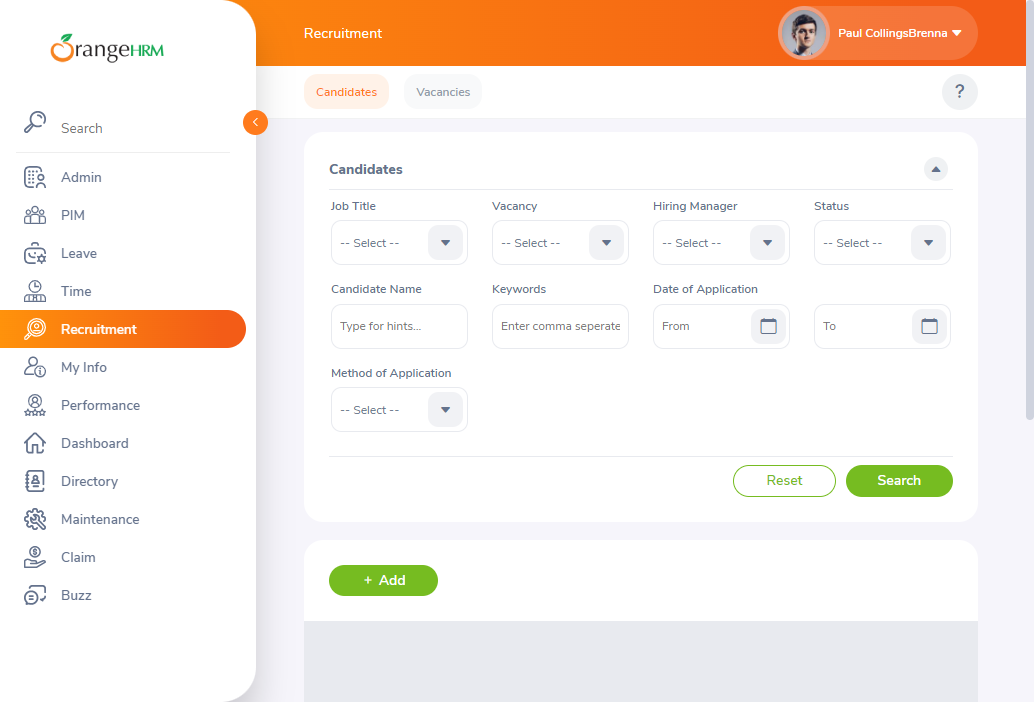 OrangeHRM
Recruitment
Paul CollingsBrenna
Candidates
Vacancies
?
Search
Admin
PIM
Leave
Time
Recruitment
My Info
Performance
Dashboard
Directory
Maintenance
Claim
Buzz
Candidates
Job Title
Vacancy
Hiring Manager
Status
-- Select --
-- Select --
-- Select --
-- Select --
Candidate Name
Keywords
Date of Application
Type for hints...
Enter comma seperate
From
To
Method of Application
-- Select --
Reset
Search
+ Add